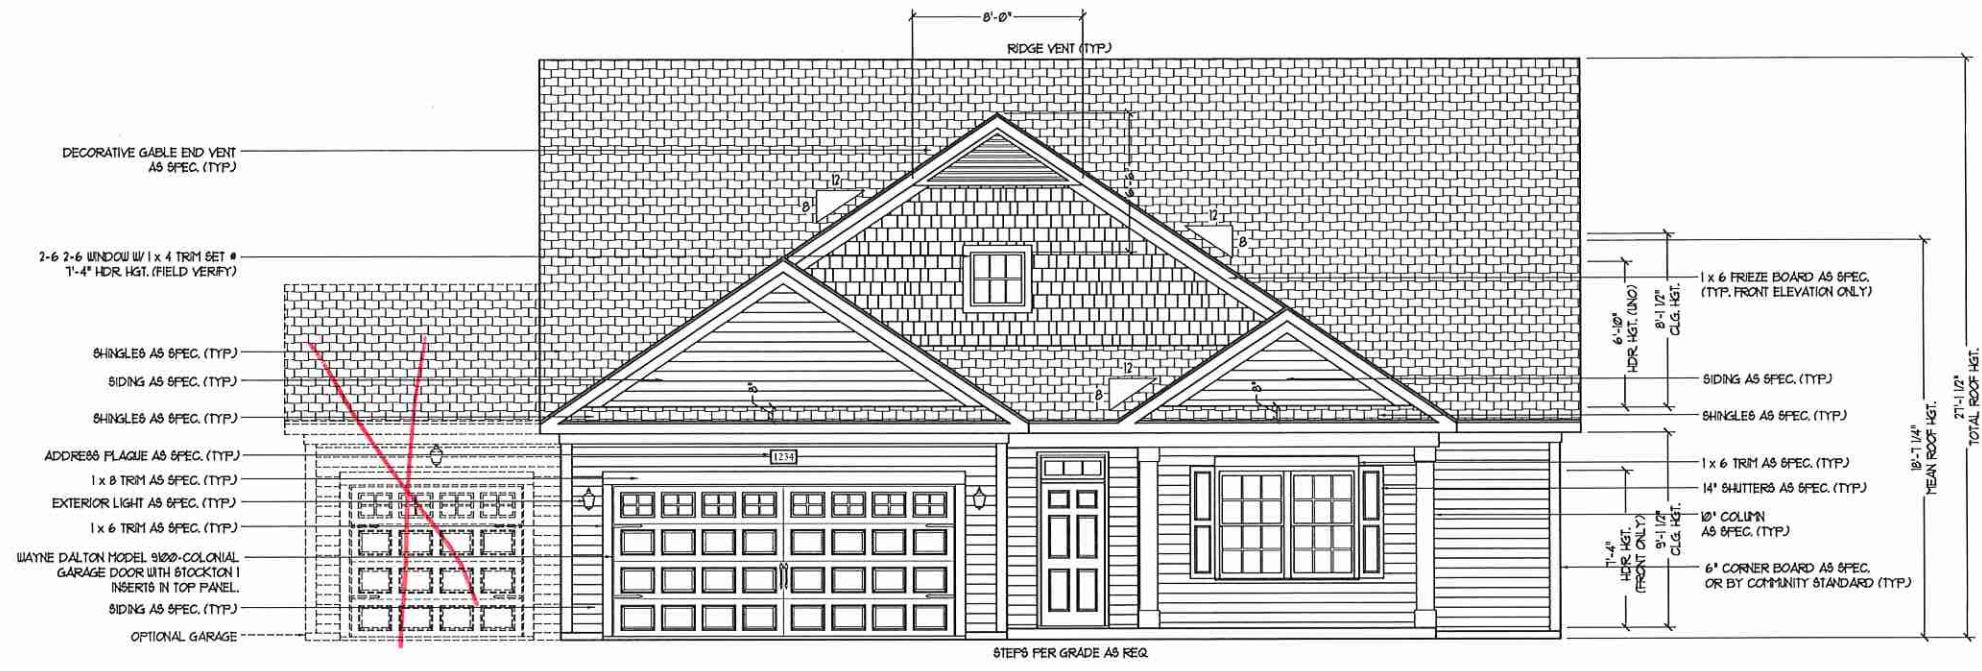 8'-0"
RIDGE VENT (TYP.)
DECORATIVE GABLE END VENT
AS SPEC. (TYP.)
12
8
12
8
2-6 2-6 WINDOW W/ 1 x 4 TRIM SET @
7'-4" HDR. HGT. (FIELD VERIFY)
1 x 6 FRIEZE BOARD AS SPEC.
(TYP. FRONT ELEVATION ONLY)
6'-10"
HDR. HGT. (UNO)
8'-1 1/2"
CLG. HGT.
18'-7 1/4"
MEAN ROOF HGT.
TOTAL ROOF HGT.
SHINGLES AS SPEC. (TYP.)
SIDING AS SPEC. (TYP.)
SHINGLES AS SPEC. (TYP.)
8"
12
8
8"
SIDING AS SPEC. (TYP.)
SHINGLES AS SPEC. (TYP.)
ADDRESS PLAQUE AS SPEC. (TYP.)
1234
1 x 8 TRIM AS SPEC. (TYP.)
EXTERIOR LIGHT AS SPEC. (TYP.)
1 x 6 TRIM AS SPEC. (TYP.)
WAYNE DALTON MODEL 9100-COLONIAL
GARAGE DOOR WITH STOCKTON 1
INSERTS IN TOP PANEL.
SIDING AS SPEC. (TYP.)
OPTIONAL GARAGE
1 x 6 TRIM AS SPEC. (TYP.)
14" SHUTTERS AS SPEC. (TYP.)
10" COLUMN
AS SPEC. (TYP.)
6" CORNER BOARD AS SPEC.
OR BY COMMUNITY STANDARD (TYP.)
7'-4"
HDR. HGT.
(FRONT ONLY)
9'-1 1/2"
CLG. HGT.
STEPS PER GRADE AS REQ.